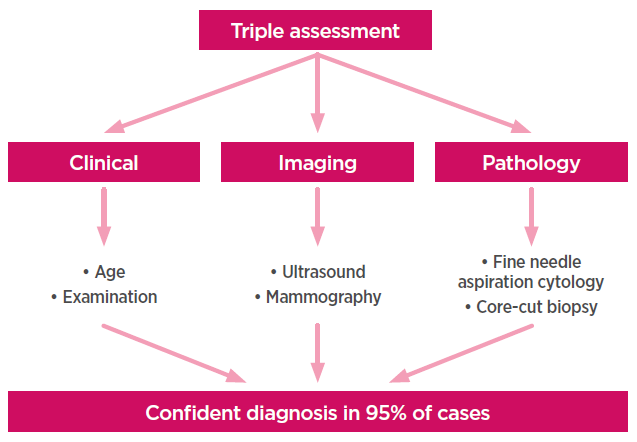 Triple assessment
Clinical
Imaging
Pathology
• Age
• Examination
• Ultrasound
• Mammography
• Fine needle
aspiration cytology
• Core-cut biopsy
Confident diagnosis in 95% of cases